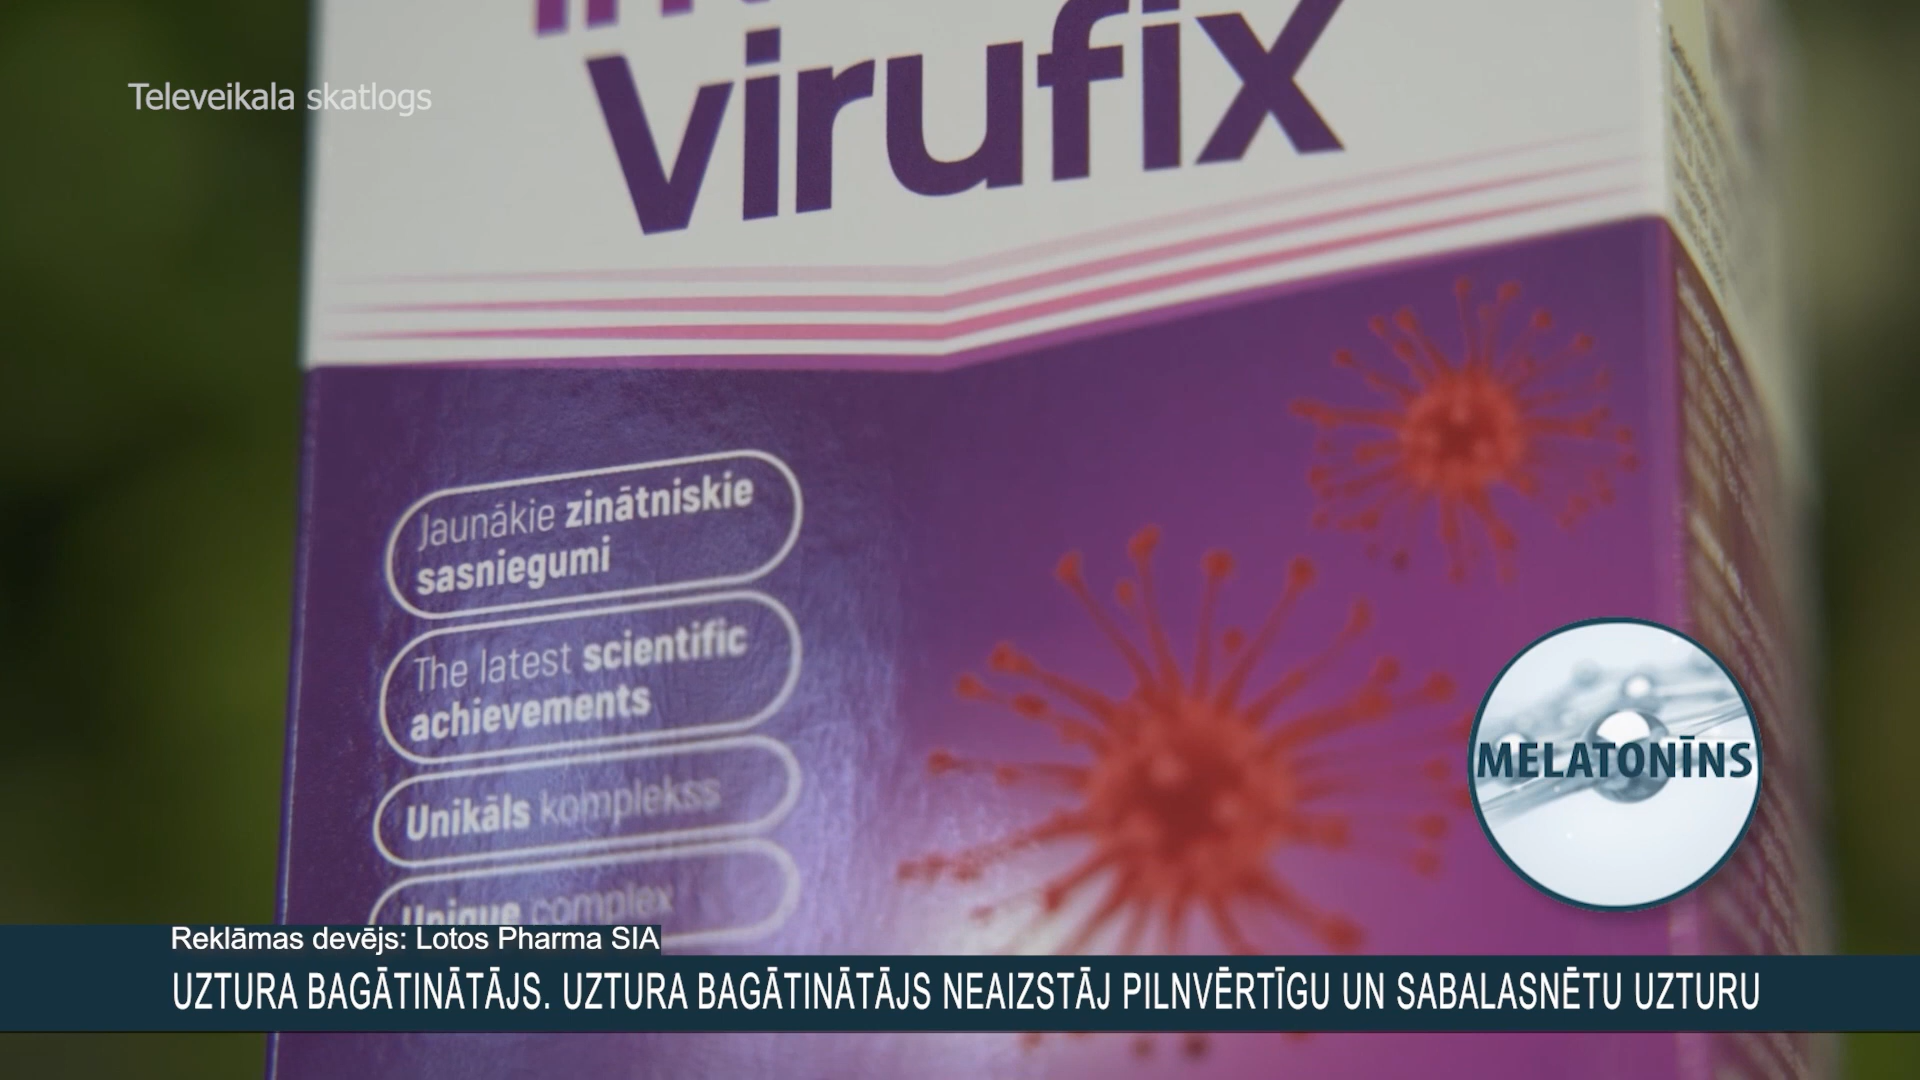 Televeikala skatlogs
virufix
Jaunākie zinātniskie
sasniegumi
The latest scientific
achievements
Unikāls komplekss
Unique complex
MELATONĪNS
Reklāmas devējs: Lotos Pharma SIA
UZTURA BAGĀTINĀTĀJS. UZTURA BAGĀTINĀTĀJS NEAIZSTĀJ PILNVĒRTĪGU UN SABALASNĒTU UZTURU